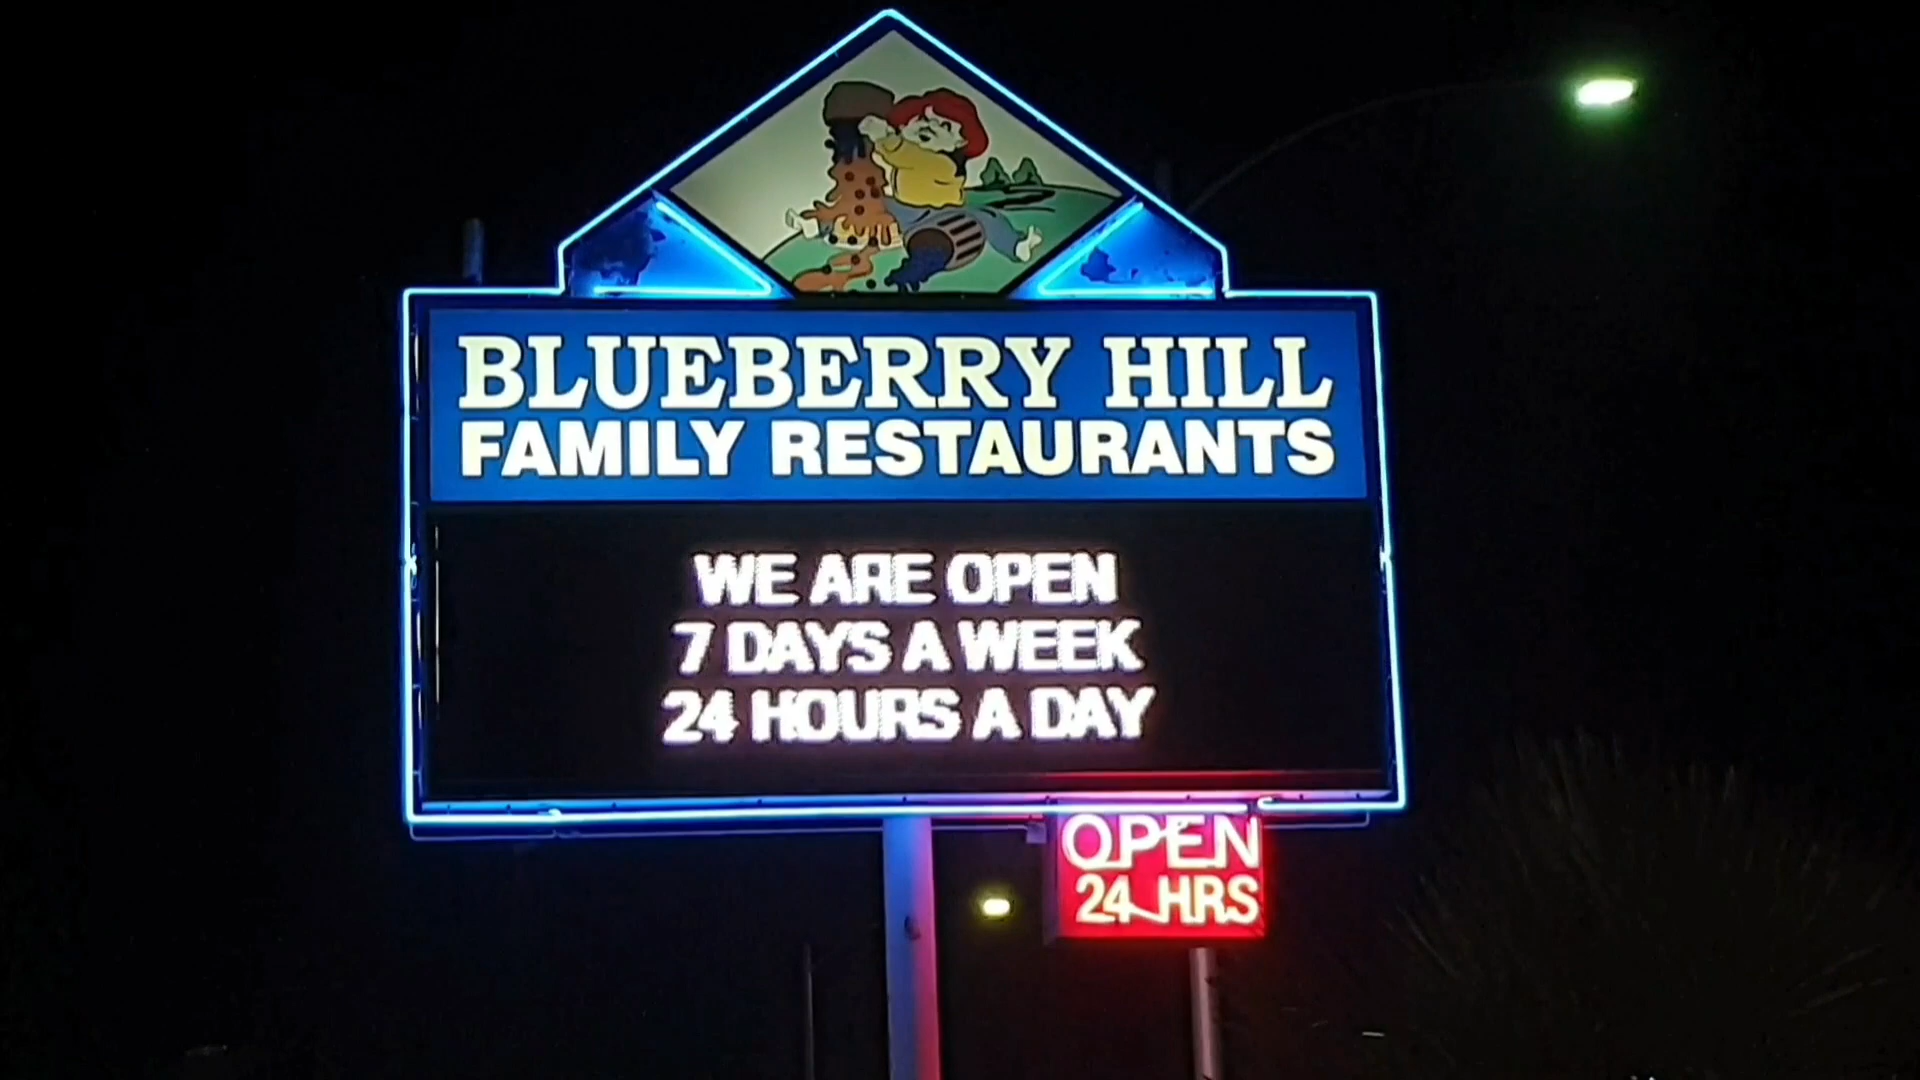 BLUEBERRY HILL
FAMILY RESTAURANTS
WE ARE OPEN
7 DAYS A WEEK
24 HOURS A DAY
OPEN
24 HRS